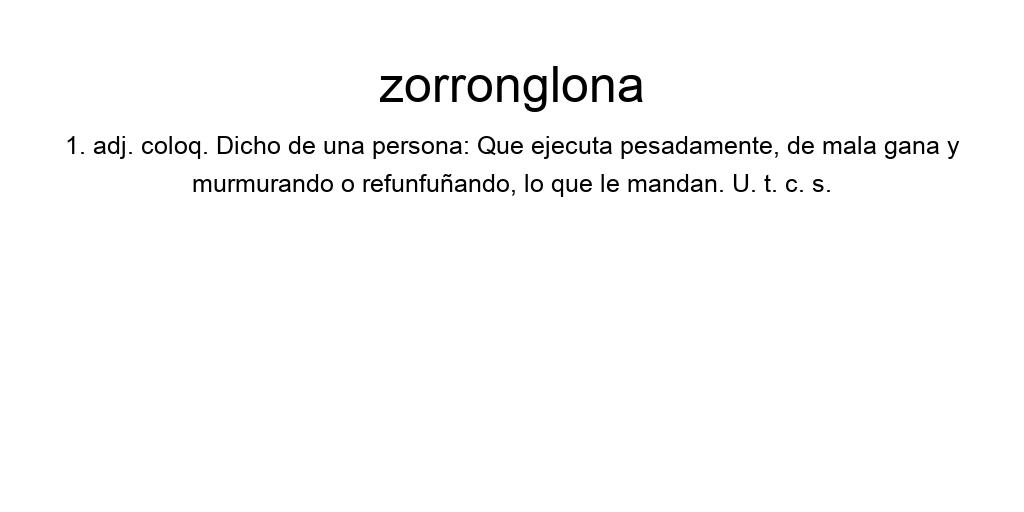 zorronglona
1. adj. coloq. Dicho de una persona: Que ejecuta pesadamente, de mala gana y
murmurando o refunfuñando, lo que le mandan. U. t. c. s.